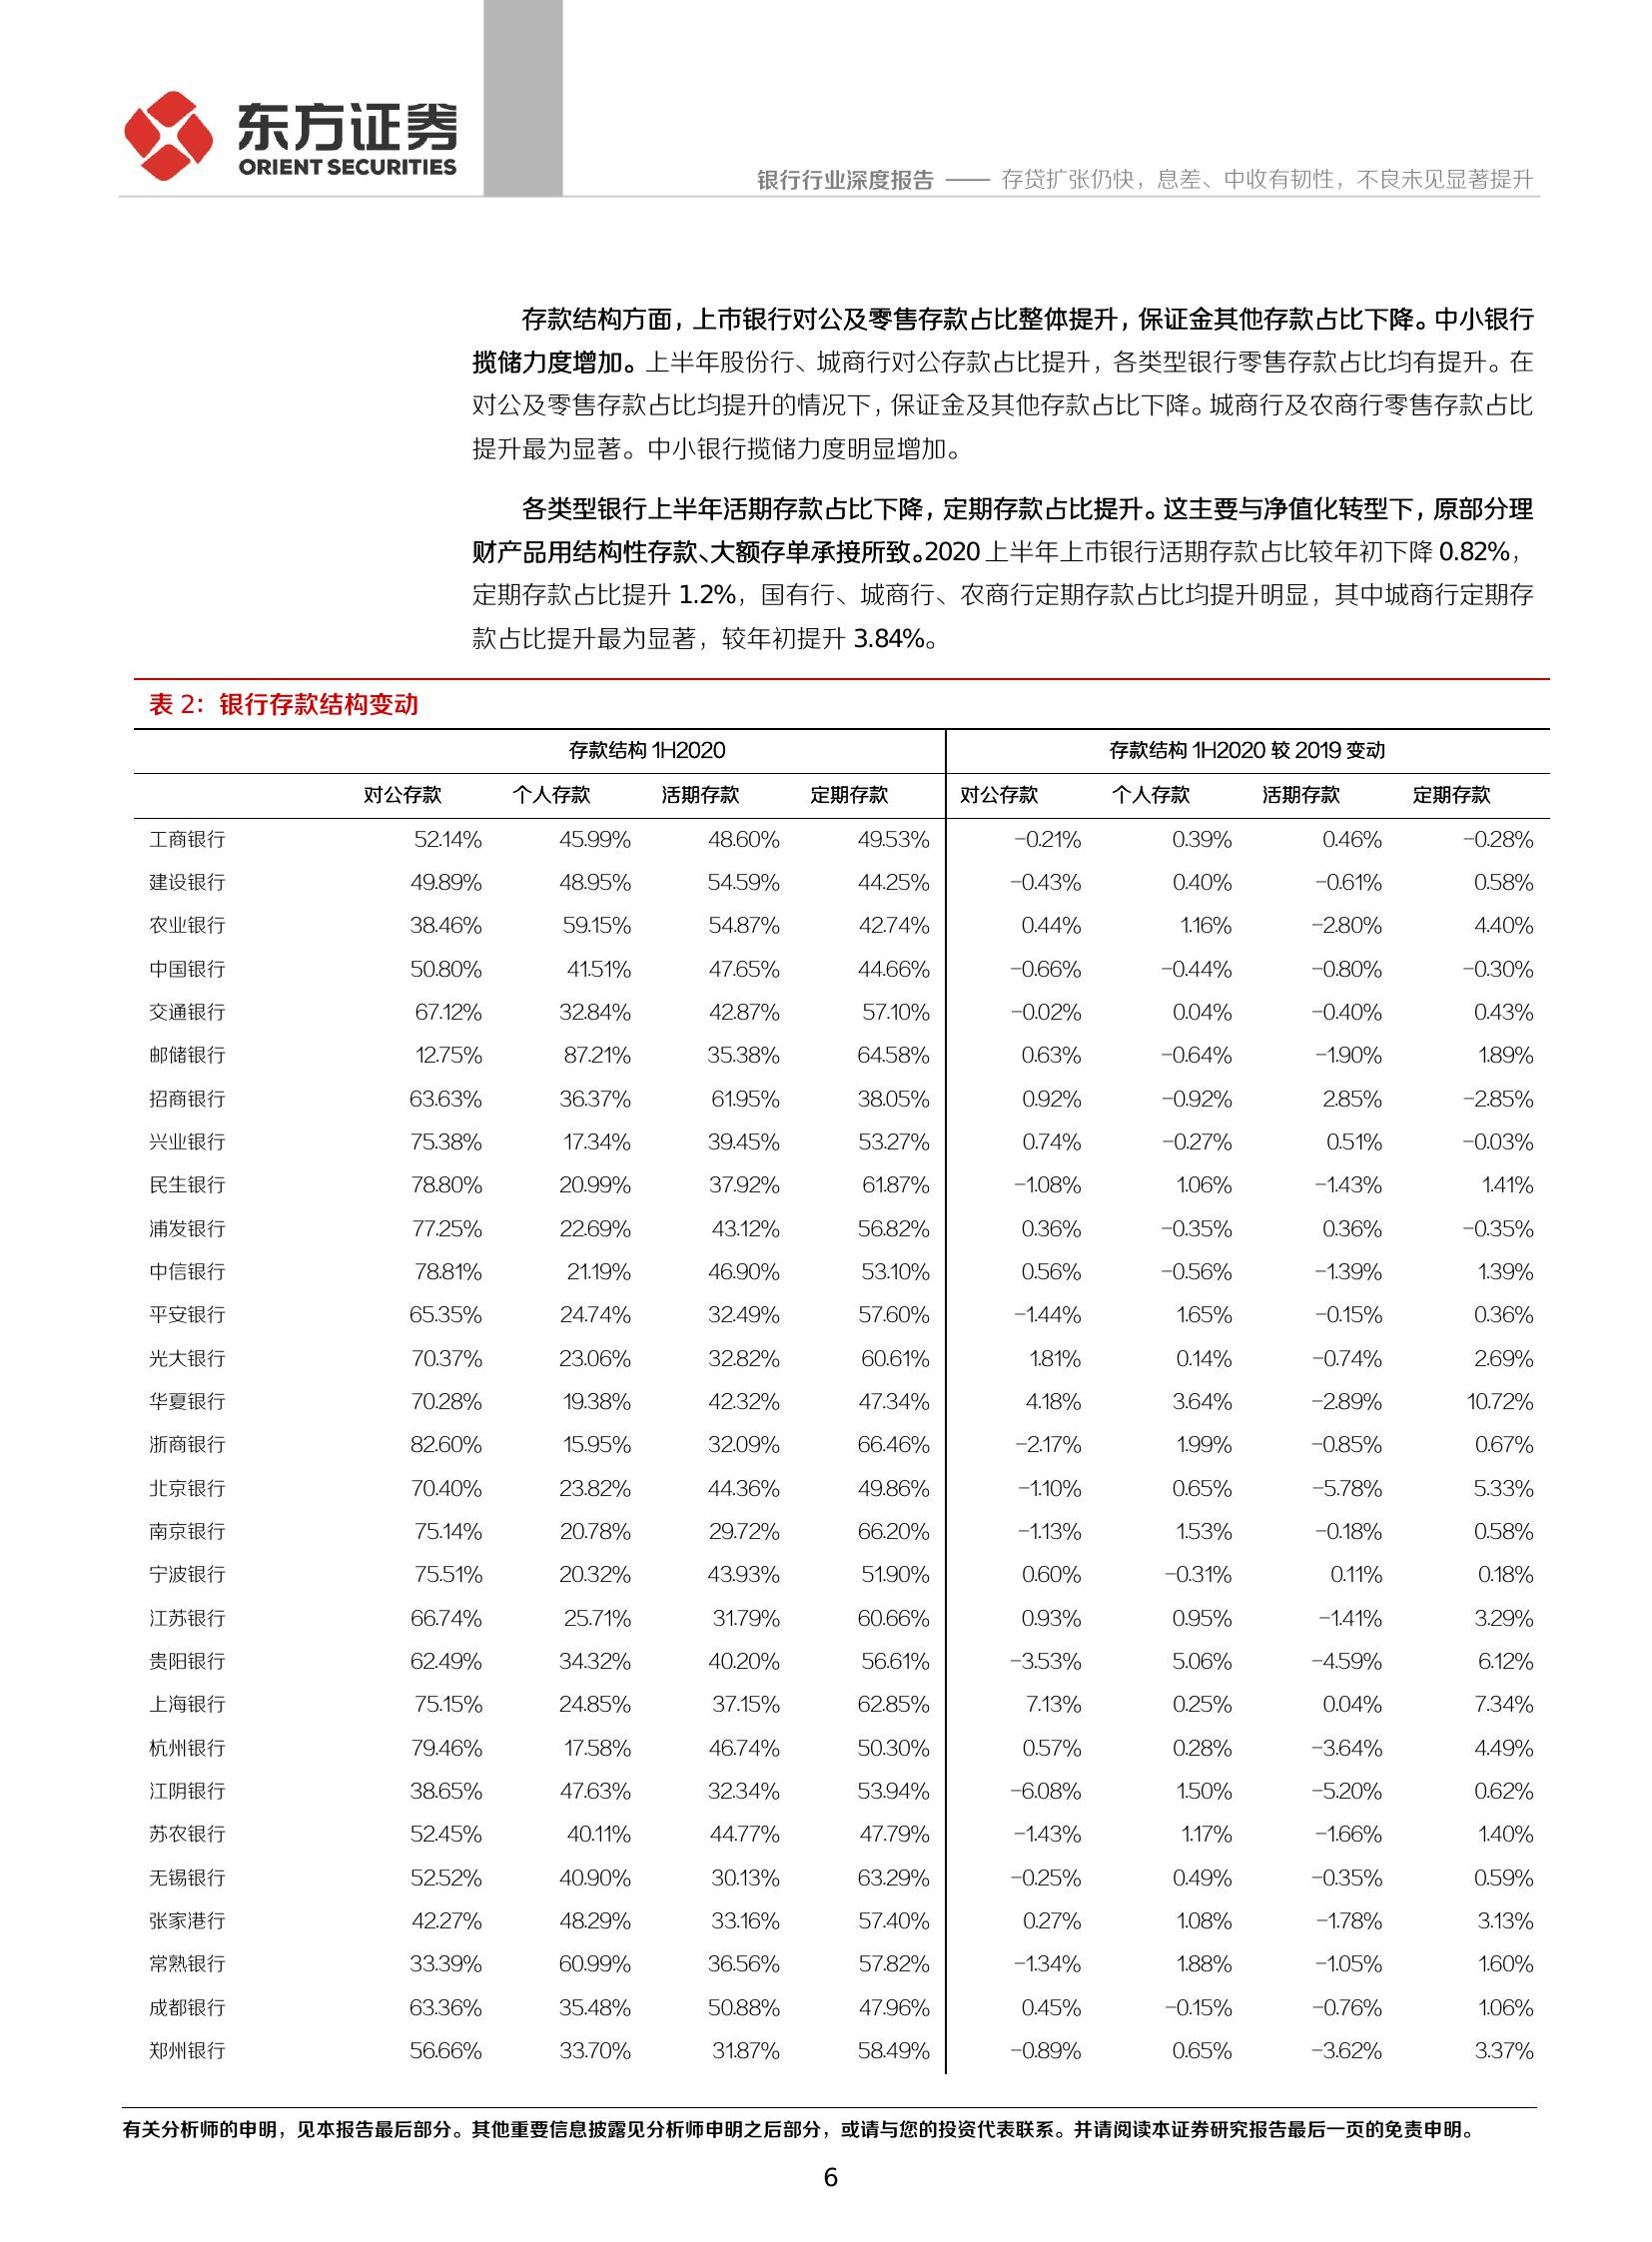 东方证券
ORIENT SECURITIES
银行行业深度报告 —— 存贷扩张仍快，息差、中收有韧性，不良未见显著提升
存款结构方面，上市银行对公及零售存款占比整体提升，保证金其他存款占比下降。中小银行
揽储力度增加。上半年股份行、城商行对公存款占比提升，各类型银行零售存款占比均有提升。在
对公及零售存款占比均提升的情况下，保证金及其他存款占比下降。城商行及农商行零售存款占比
提升最为显著。中小银行揽储力度明显增加。
各类型银行上半年活期存款占比下降，定期存款占比提升。这主要与净值化转型下，原部分理
财产品用结构性存款、大额存单承接所致。2020 上半年上市银行活期存款占比较年初下降 0.82%，
定期存款占比提升 1.2%，国有行、城商行、农商行定期存款占比均提升明显，其中城商行定期存
款占比提升最为显著，较年初提升 3.84%。
表 2：银行存款结构变动
存款结构 1H2020 存款结构 1H2020 较 2019 变动
对公存款 个人存款 活期存款 定期存款 对公存款 个人存款 活期存款 定期存款
工商银行 52.14% 45.99% 48.60% 49.53% -0.21% 0.39% 0.46% -0.28%
建设银行 49.89% 48.95% 54.59% 44.25% -0.43% 0.40% -0.61% 0.58%
农业银行 38.46% 59.15% 54.87% 42.74% 0.44% 1.16% -2.80% 4.40%
中国银行 50.80% 41.51% 47.65% 44.66% -0.66% -0.44% -0.80% -0.30%
交通银行 67.12% 32.84% 42.87% 57.10% -0.02% 0.04% -0.40% 0.43%
邮储银行 12.75% 87.21% 35.38% 64.58% 0.63% -0.64% -1.90% 1.89%
招商银行 63.63% 36.37% 61.95% 38.05% 0.92% -0.92% 2.85% -2.85%
兴业银行 75.38% 17.34% 39.45% 53.27% 0.74% -0.27% 0.51% -0.03%
民生银行 78.80% 20.99% 37.92% 61.87% -1.08% 1.06% -1.43% 1.41%
浦发银行 77.25% 22.69% 43.12% 56.82% 0.36% -0.35% 0.36% -0.35%
中信银行 78.81% 21.19% 46.90% 53.10% 0.56% -0.56% -1.39% 1.39%
平安银行 65.35% 24.74% 32.49% 57.60% -1.44% 1.65% -0.15% 0.36%
光大银行 70.37% 23.06% 32.82% 60.61% 1.81% 0.14% -0.74% 2.69%
华夏银行 70.28% 19.38% 42.32% 47.34% 4.18% 3.64% -2.89% 10.72%
浙商银行 82.60% 15.95% 32.09% 66.46% -2.17% 1.99% -0.85% 0.67%
北京银行 70.40% 23.82% 44.36% 49.86% -1.10% 0.65% -5.78% 5.33%
南京银行 75.14% 20.78% 29.72% 66.20% -1.13% 1.53% -0.18% 0.58%
宁波银行 75.51% 20.32% 43.93% 51.90% 0.60% -0.31% 0.11% 0.18%
江苏银行 66.74% 25.71% 31.79% 60.66% 0.93% 0.95% -1.41% 3.29%
贵阳银行 62.49% 34.32% 40.20% 56.61% -3.53% 5.06% -4.59% 6.12%
上海银行 75.15% 24.85% 37.15% 62.85% 7.13% 0.25% 0.04% 7.34%
杭州银行 79.46% 17.58% 46.74% 50.30% 0.57% 0.28% -3.64% 4.49%
江阴银行 38.65% 47.63% 32.34% 53.94% -6.08% 1.50% -5.20% 0.62%
苏农银行 52.45% 40.11% 44.77% 47.79% -1.43% 1.17% -1.66% 1.40%
无锡银行 52.52% 40.90% 30.13% 63.29% -0.25% 0.49% -0.35% 0.59%
张家港行 42.27% 48.29% 33.16% 57.40% 0.27% 1.08% -1.78% 3.13%
常熟银行 33.39% 60.99% 36.56% 57.82% -1.34% 1.88% -1.05% 1.60%
成都银行 63.36% 35.48% 50.88% 47.96% 0.45% -0.15% -0.76% 1.06%
郑州银行 56.66% 33.70% 31.87% 58.49% -0.89% 0.65% -3.62% 3.37%
有关分析师的申明，见本报告最后部分。其他重要信息披露见分析师申明之后部分，或请与您的投资代表联系。并请阅读本证券研究报告最后一页的免责申明。
6